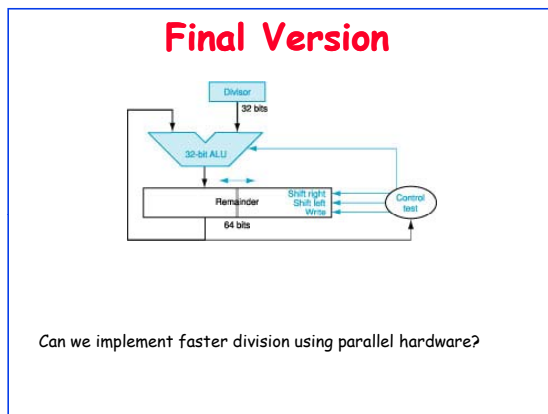 Final Version
Divisor
32 bits
32-bit ALU
Remainder
Shift right
Shift left
Write
Control
test
64 bits
Can we implement faster division using parallel hardware?